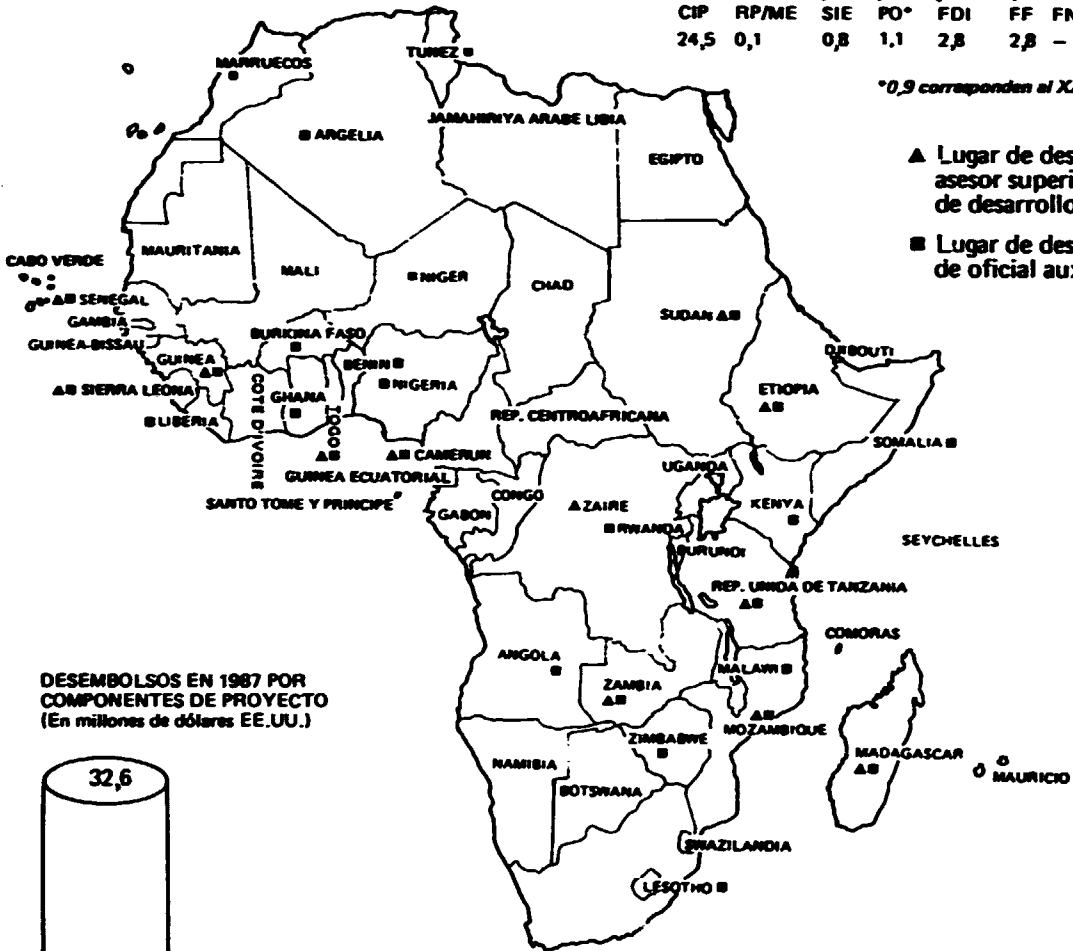 CIP RP/ME SIE PO* FDI FF
24,5 0,1 0,8 1,1 2,8 2,8 –
*0,9 corresponden al
▲ Lugar de
asesor
de desarrollo
■ Lugar de
de oficial
TUNEZ ■
MARRUECOS
■
■ ARGELIA
JAMAHIRIYA ARABE LIBIA
EGIPTO
MAURITANIA
CABO VERDE
MALI
■ NIGER
CHAD
▲■ SENEGAL
GAMBIA
SUDAN ▲■
GUINEA-BISSAU
BURKINA FASO
■
DJIBOUTI
GUINEA
▲■
BENIN ■
▲■ SIERRA LEONA
■ NIGERIA
ETIOPIA
▲■
COTE D'IVOIRE
GHANA
■
TOGO
▲■
■ LIBERIA
REP. CENTROAFRICANA
SOMALIA ■
▲■ CAMERUN
UGANDA
GUINEA ECUATORIAL
SANTO TOME Y PRINCIPE
CONGO
GABON
▲ ZAIRE
KENYA
■
■ RWANDA
BURUNDI
SEYCHELLES
REP. UNIDA DE TANZANIA
▲■
COMORAS
ANGOLA
■
MALAWI ■
ZAMBIA
▲■
▲■
MOZAMBIQUE
DESEMBOLSOS EN 1987 POR
COMPONENTES DE PROYECTO
(En millones de dólares EE.UU.)
32,6
ZIMBABWE
■
NAMIBIA
BOTSWANA
MADAGASCAR
▲■
MAURICIO
SWAZILANDIA
LESOTHO ■